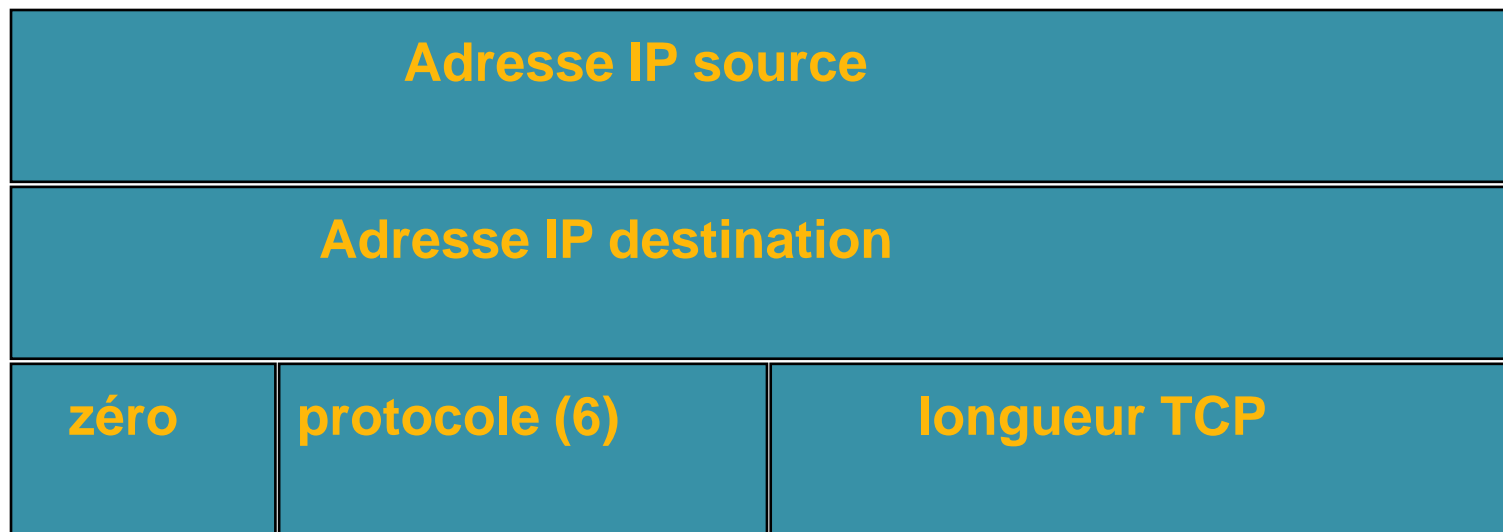 Adresse IP source
Adresse IP destination
zéro protocole (6) longueur TCP